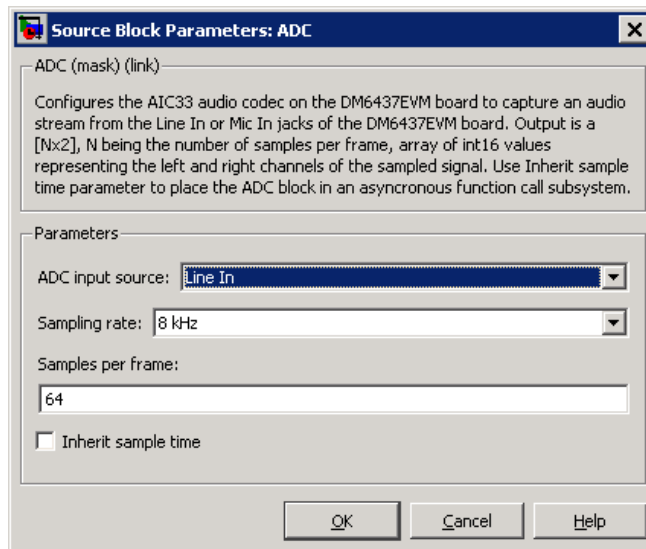 Source Block Parameters: ADC
ADC (mask) (link)
Configures the AIC33 audio codec on the DM6437EVM board to capture an audio
stream from the Line In or Mic In jacks of the DM6437EVM board. Output is a
[Nx2], N being the number of samples per frame, array of int16 values
representing the left and right channels of the sampled signal. Use Inherit sample
time parameter to place the ADC block in an asyncronous function call subsystem.
Parameters
ADC input source: Line In
Sampling rate: 8 kHz
Samples per frame:
64
Inherit sample time
OK Cancel Help